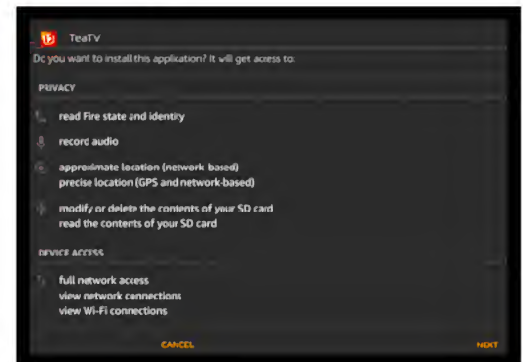 TeaTV
Do you want to install this application? It will get access to:
PRIVACY
read Fire state and identity
record audio
approximate location (network-based)
precise location (GPS and network-based)
modify or delete the contents of your SD card
read the contents of your SD card
DEVICE ACCESS
full network access
view network connections
view Wi-Fi connections
CANCEL
NEXT